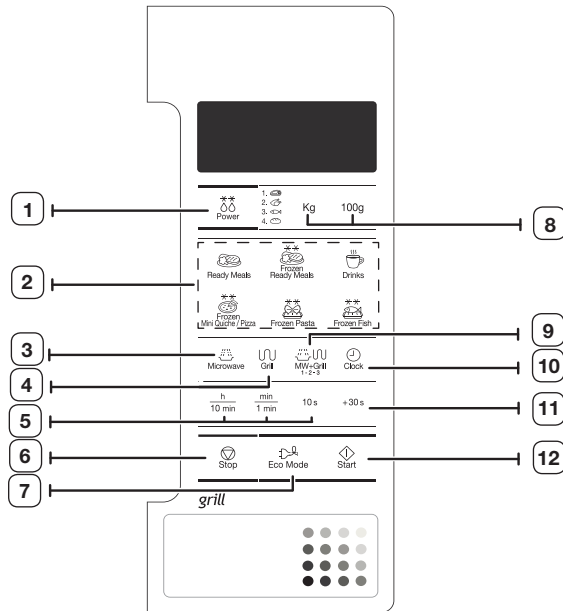 1.
2.
3.
4.
Power
Kg
100g
1
8
2
Ready Meals
Frozen
Ready Meals
Drinks
Frozen
Mini Quiche / Pizza
Frozen Pasta
Frozen Fish
9
3
Microwave
Grill
MW+Grill
1 - 2 - 3
Clock
10
4
h
10 min
min
1 min
10 s
+30 s
11
5
6
Stop
Eco Mode
Start
12
7
grill